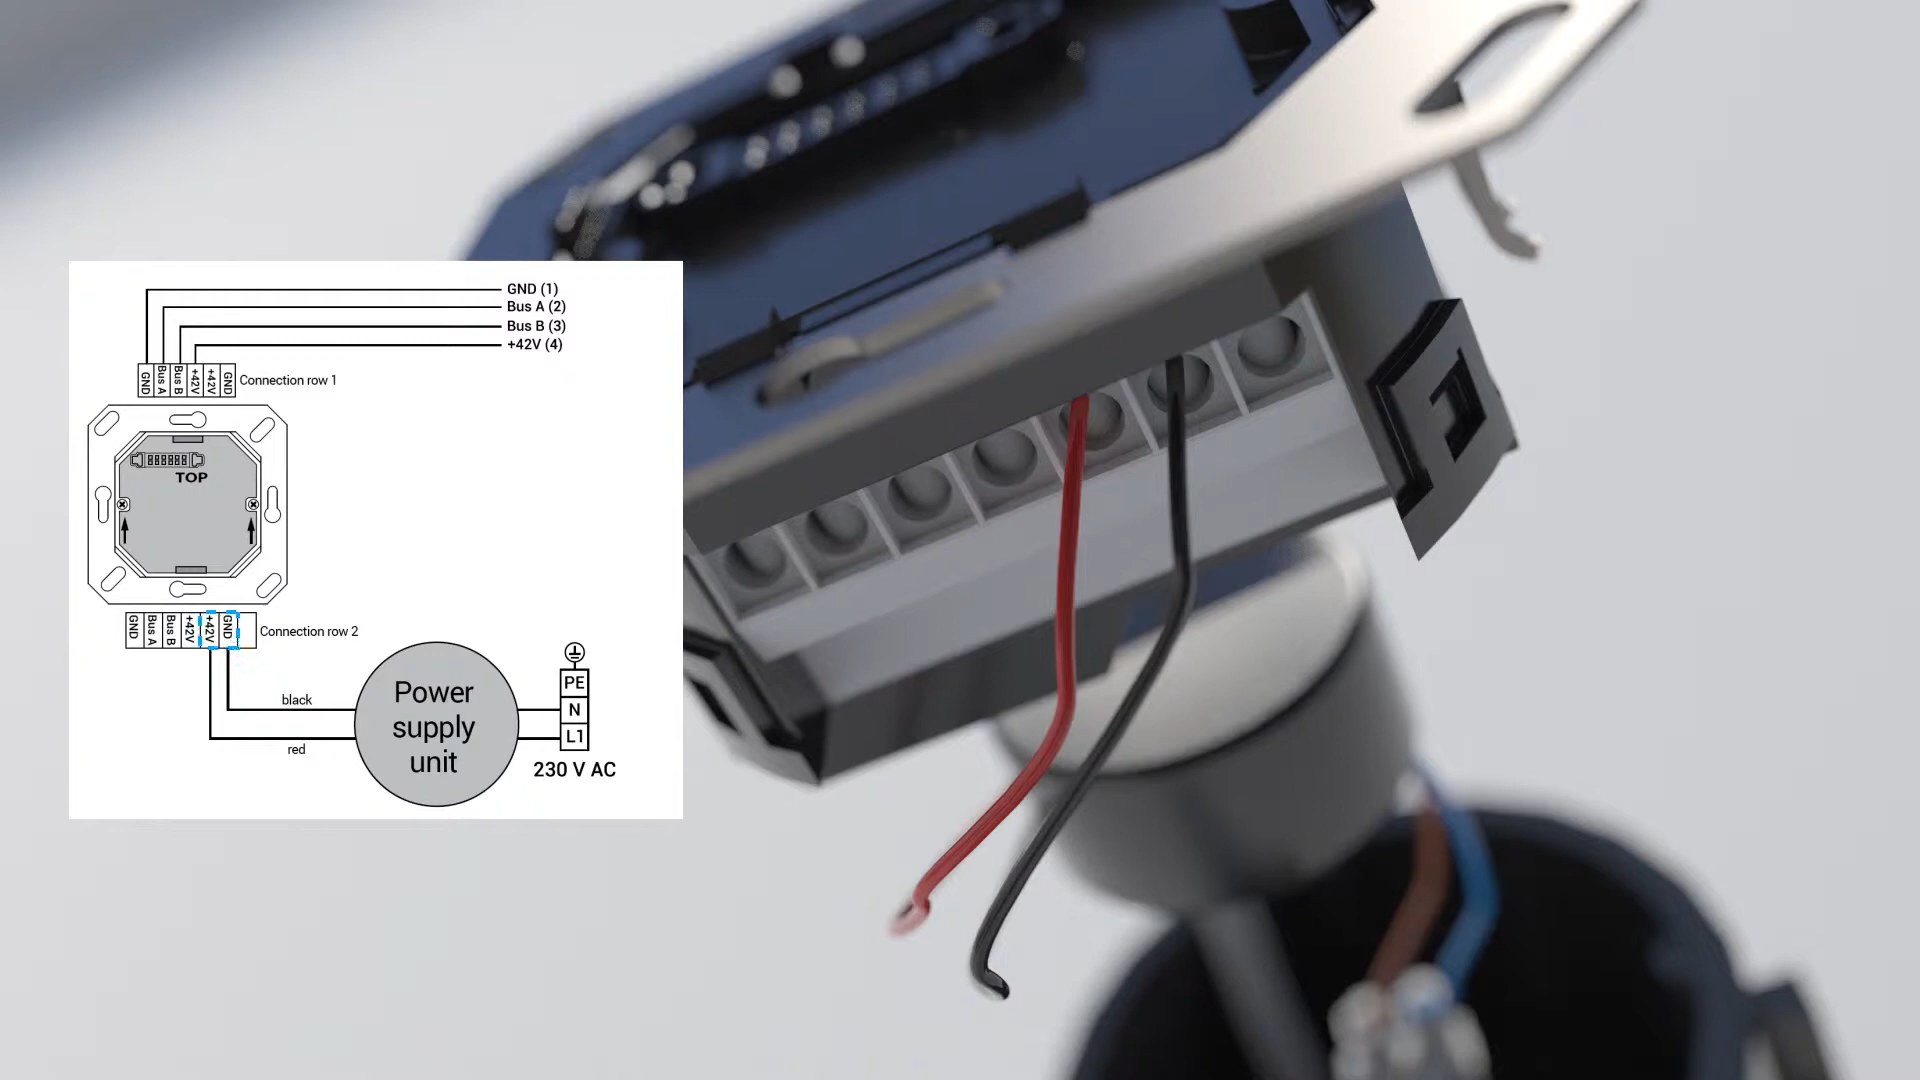 GND (1)
Bus A (2)
Bus B (3)
+42V (4)
GND Bus A Bus B +42V +42V GND
Connection row 1
TOP
GND Bus A Bus B +42V +42V GND
Connection row 2
black
red
Power
supply
unit
PE
N
L1
230 V AC